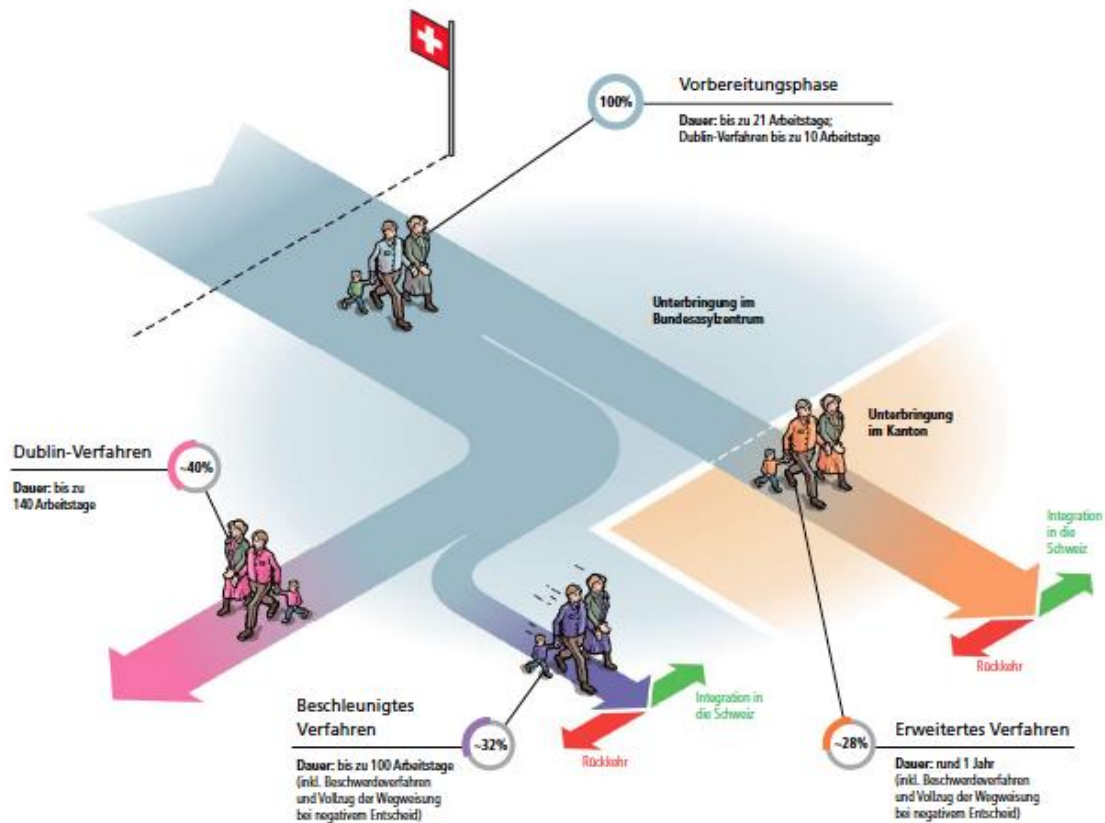 100%
Vorbereitungsphase
Dauer: bis zu 21 Arbeitstage;
Dublin-Verfahren bis zu 10 Arbeitstage
Unterbringung im
Bundesasylzentrum
Unterbringung
im Kanton
Dublin-Verfahren
~40%
Dauer: bis zu
140 Arbeitstage
Integration
in die
Schweiz
Rückkehr
Beschleunigtes
Verfahren
~32%
Dauer: bis zu 100 Arbeitstage
(inkl. Beschwerdeverfahren
und Vollzug der Wegweisung
bei negativem Entscheid)
Integration in
die Schweiz
Rückkehr
~28%
Erweitertes Verfahren
Dauer: rund 1 Jahr
(inkl. Beschwerdeverfahren
und Vollzug der Wegweisung
bei negativem Entscheid)